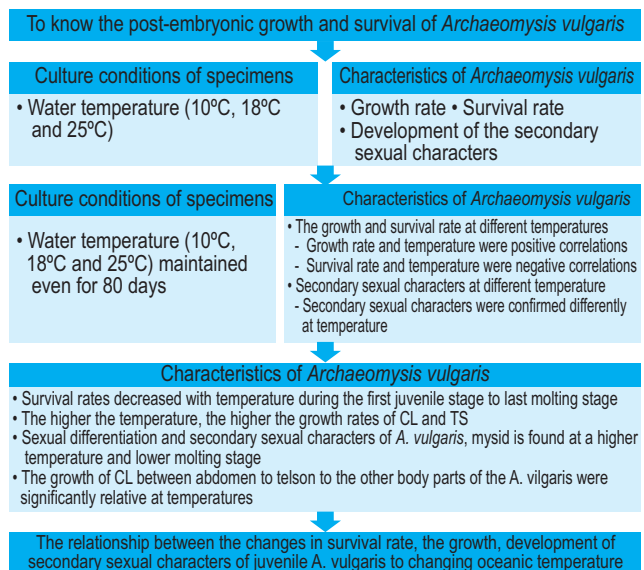 To know the post-embryonic growth and survival of Archaeomysis vulgaris
Culture conditions of specimens
• Water temperature (10ºC, 18ºC
and 25ºC)
Characteristics of Archaeomysis vulgaris
• Growth rate • Survival rate
• Development of the secondary
sexual characters
Culture conditions of specimens
• Water temperature (10ºC,
18ºC and 25ºC) maintained
even for 80 days
Characteristics of Archaeomysis vulgaris
• The growth and survival rate at different temperatures
- Growth rate and temperature were positive correlations
- Survival rate and temperature were negative correlations
• Secondary sexual characters at different temperature
- Secondary sexual characters were confirmed differently
at temperature
Characteristics of Archaeomysis vulgaris
• Survival rates decreased with temperature during the first juvenile stage to last molting stage
• The higher the temperature, the higher the growth rates of CL and TS
• Sexual differentiation and secondary sexual characters of A. vulgaris, mysid is found at a higher
temperature and lower molting stage
• The growth of CL between abdomen to telson to the other body parts of the A. vilgaris were
significantly relative at temperatures
The relationship between the changes in survival rate, the growth, development of
secondary sexual characters of juvenile A. vulgaris to changing oceanic temperature